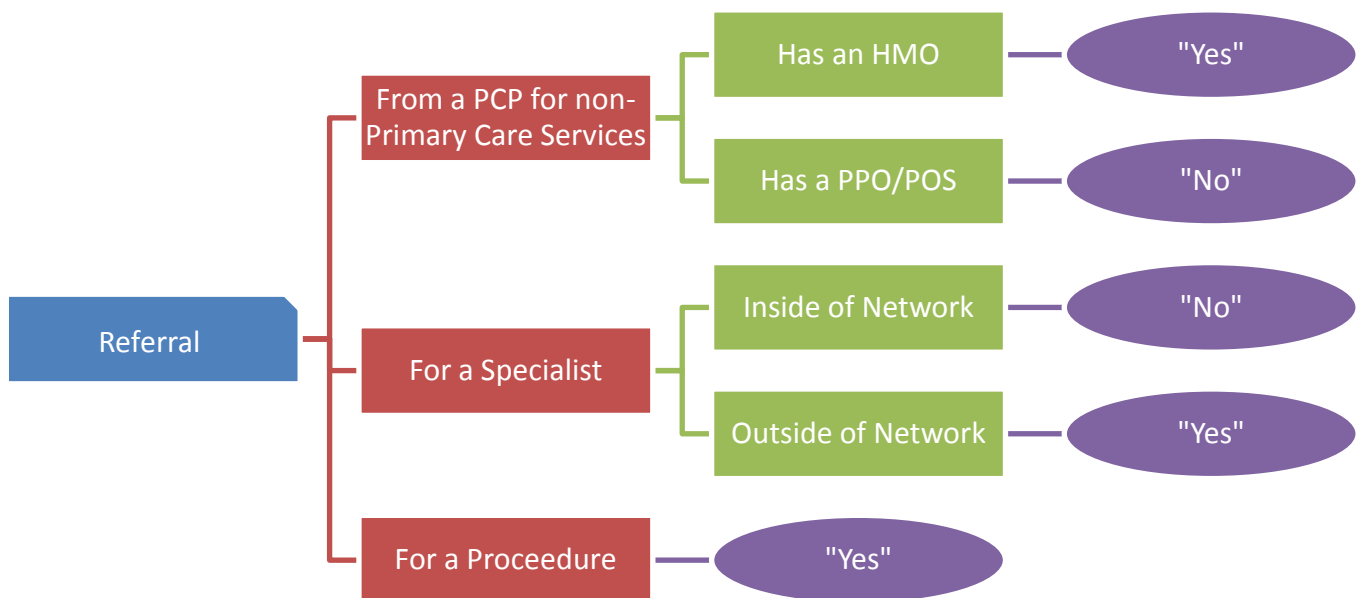 Referral
From a PCP for non-
Primary Care Services
Has an HMO
"Yes"
Has a PPO/POS
"No"
For a Specialist
Inside of Network
"No"
Outside of Network
"Yes"
For a Proceedure
"Yes"